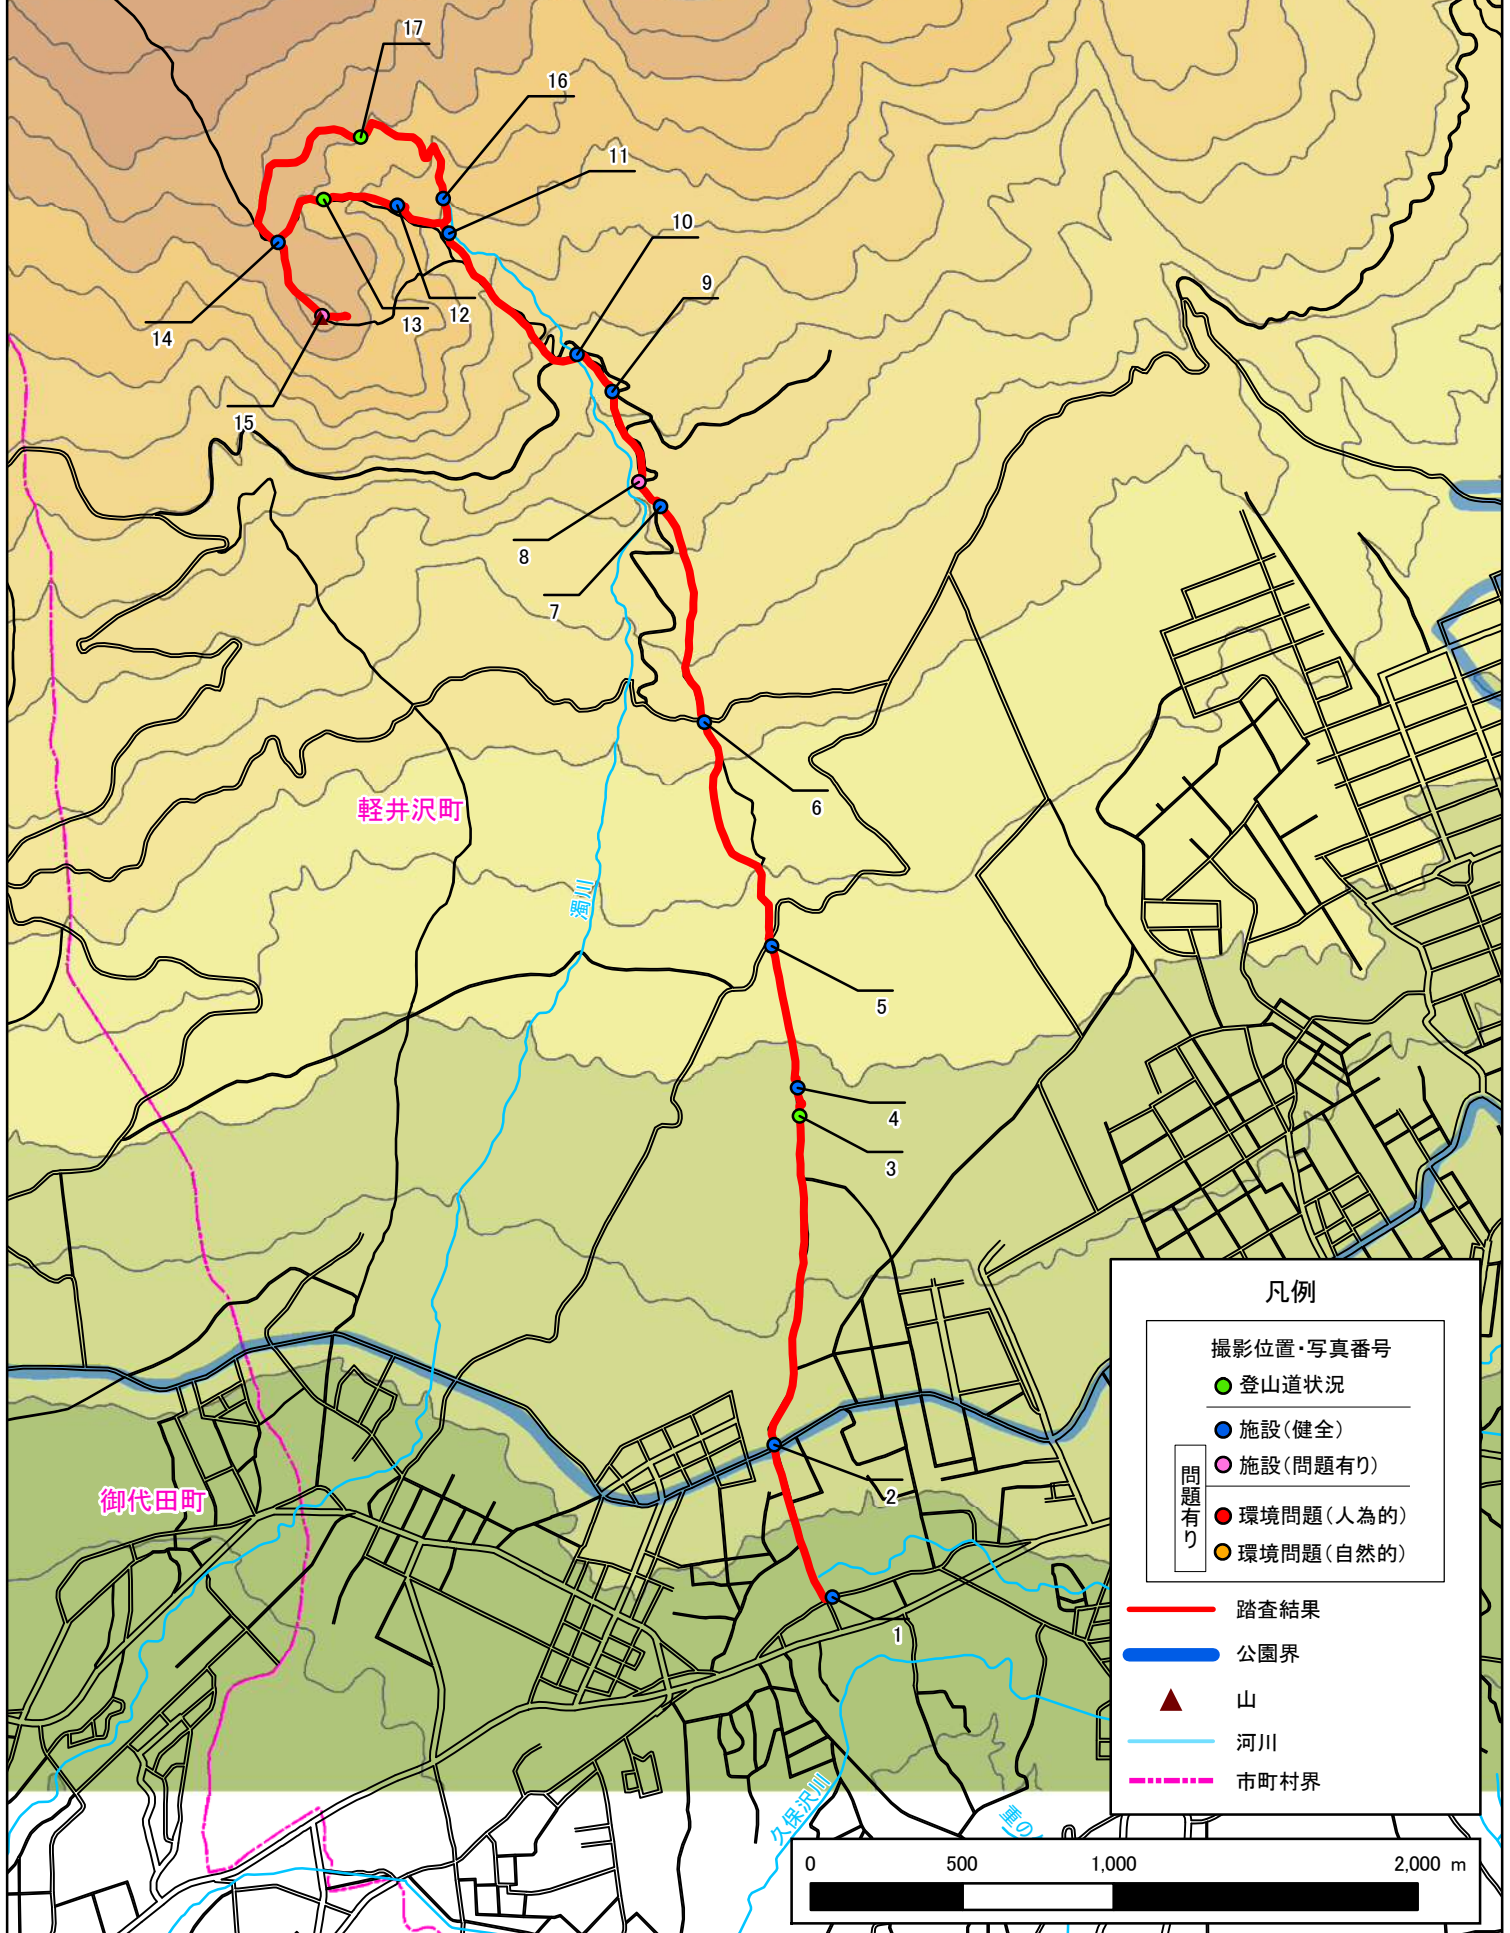 17
16
11
10
9
12
13
14
15
8
7
6
軽井沢町
濁川
5
4
3
2
御代田町
1
久保沢川
重の
凡例
撮影位置・写真番号
登山道状況
施設(健全)
施設(問題有り)
問題有り
環境問題(人為的)
環境問題(自然的)
踏査結果
公園界
山
河川
市町村界
0 500 1,000 2,000 m